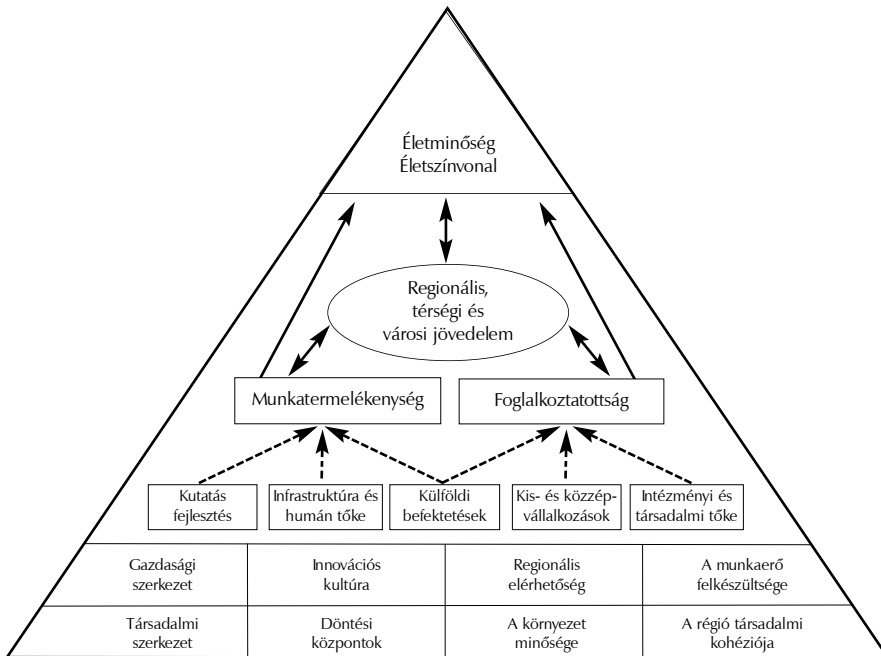 Életminőség
Életszínvonal
Regionális,
térségi és
városi jövedelem
Munkatermelékenység
Foglalkoztatottság
Kutatás
fejlesztés
Infrastruktúra és
humán tőke
Külföldi
befektetések
Kis- és közzép-
vállalkozások
Intézményi és
társadalmi tőke
Gazdasági
szerkezet
Innovációs
kultúra
Regionális
elérhetőség
A munkaerő
felkészültsége
Társadalmi
szerkezet
Döntési
központok
A környezet
minősége
A régió társadalmi
kohéziója